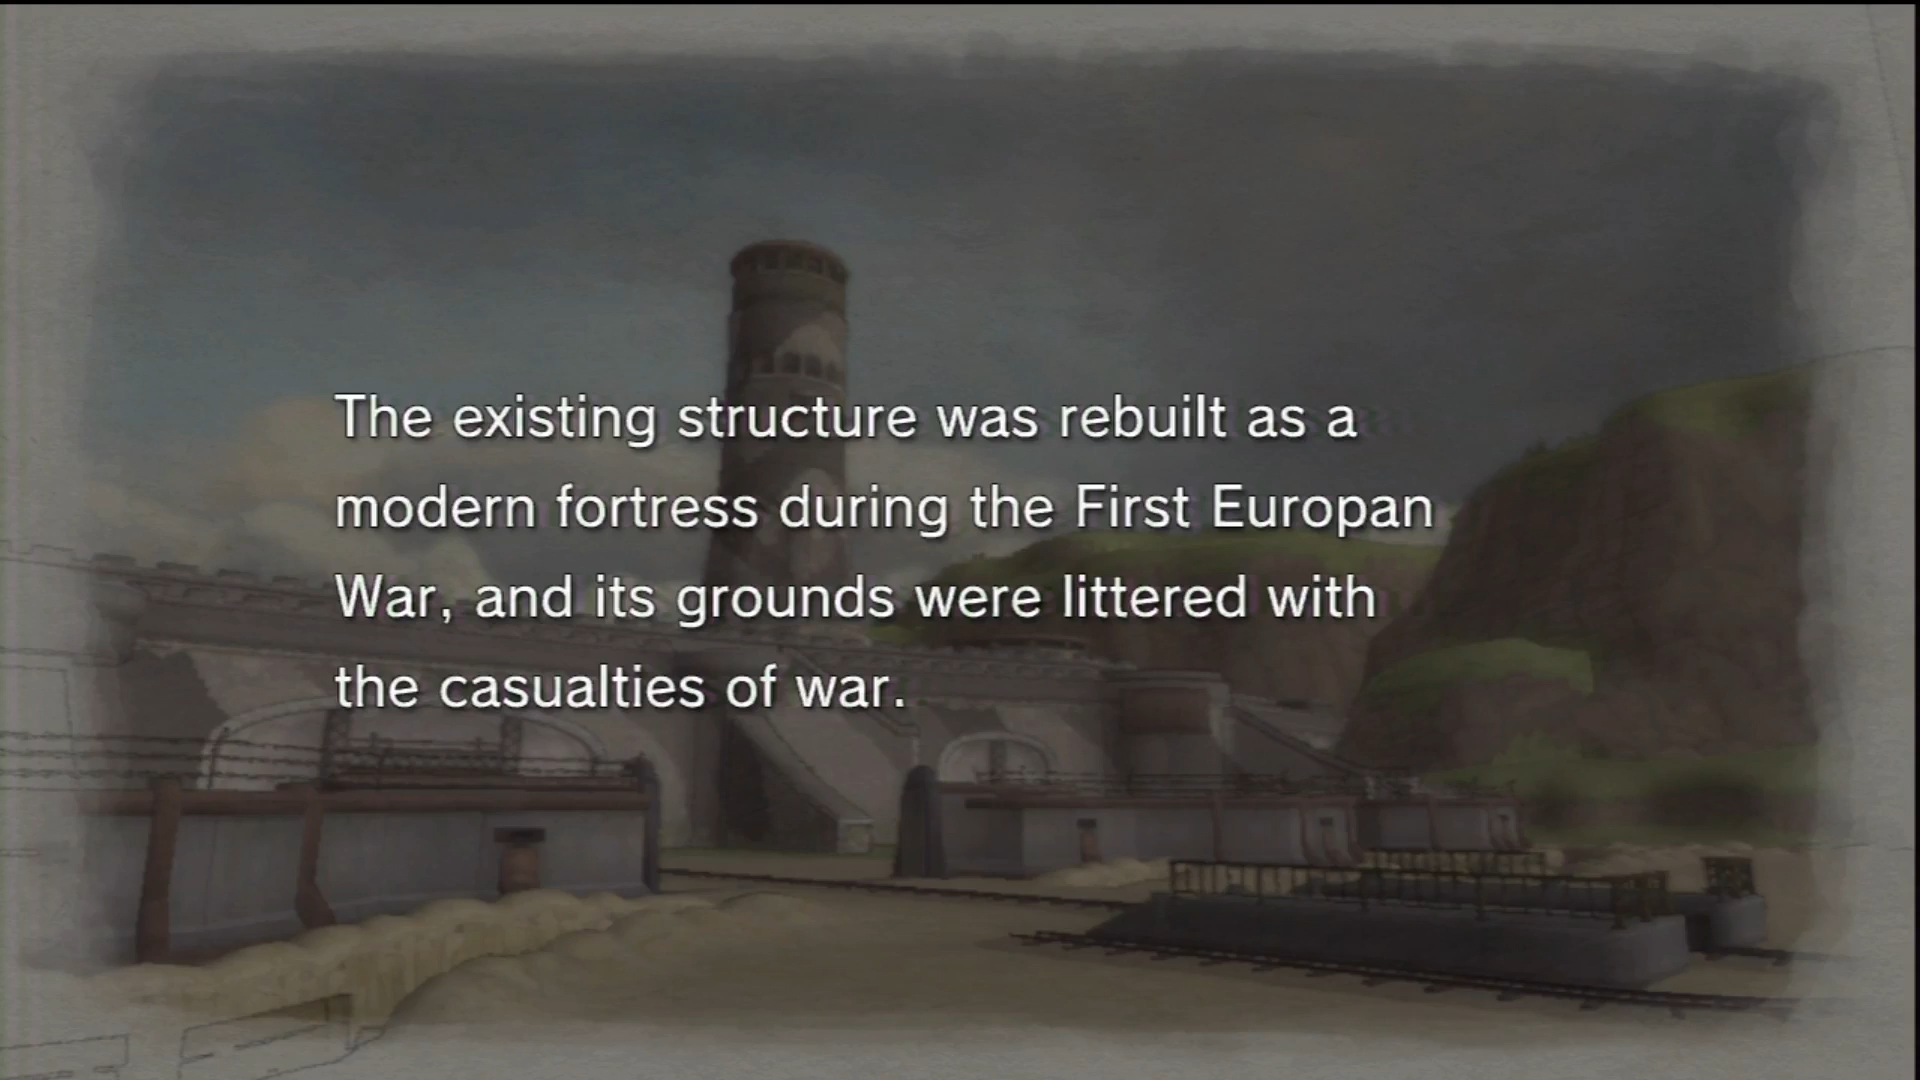 The existing structure was rebuilt as a
modern fortress during the First Europan
War, and its grounds were littered with
the casualties of war.